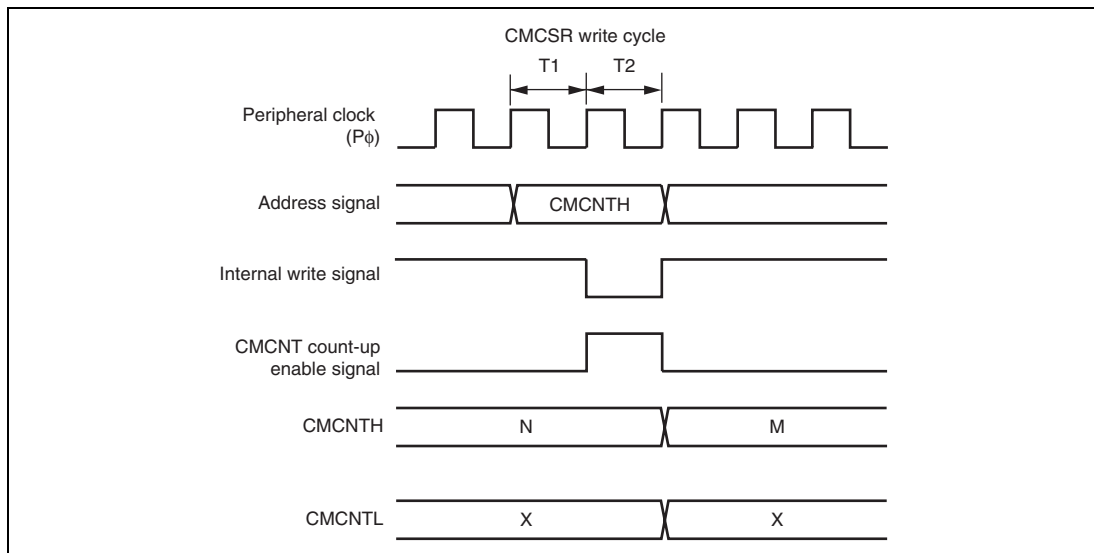 CMCSR write cycle
T1 T2
Peripheral clock
(Pϕ)
Address signal
CMCNTH
Internal write signal
CMCNT count-up
enable signal
CMCNTH
N M
CMCNTL
X X